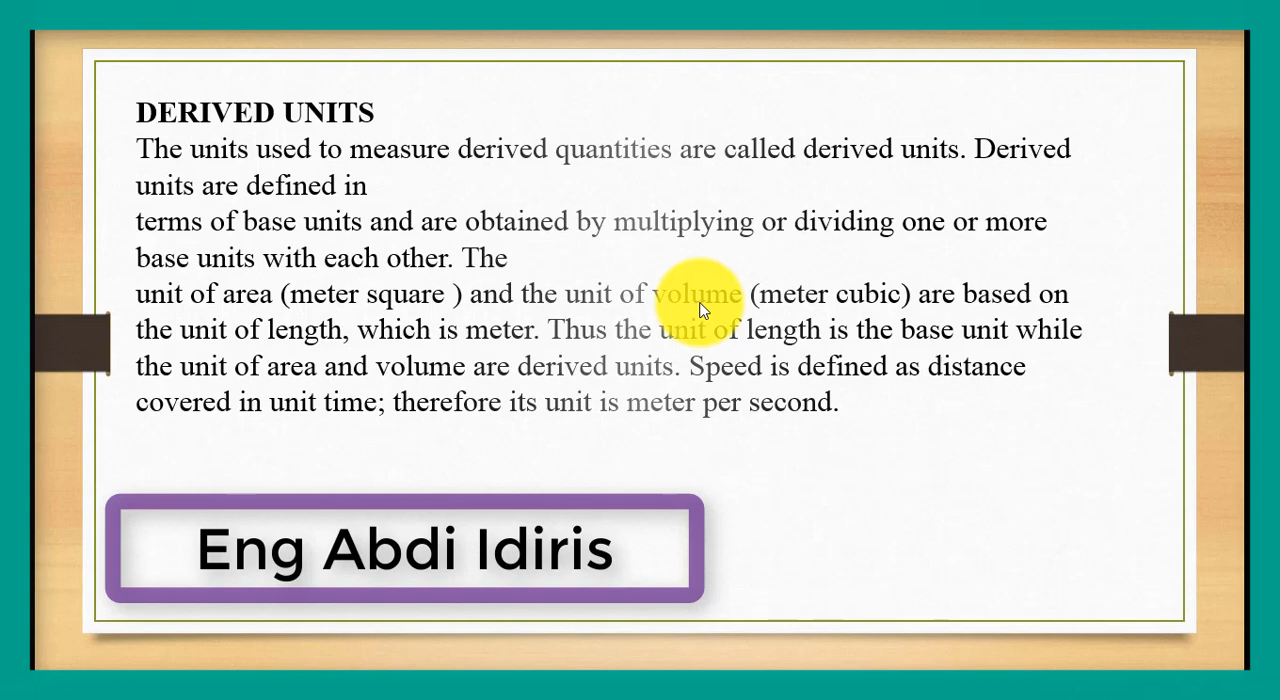 DERIVED UNITS
The units used to measure derived quantities are called derived units. Derived
units are defined in
terms of base units and are obtained by multiplying or dividing one or more
base units with each other. The
unit of area (meter square ) and the unit of volume (meter cubic) are based on
the unit of length, which is meter. Thus the unit of length is the base unit while
the unit of area and volume are derived units. Speed is defined as distance
covered in unit time; therefore its unit is meter per second.
Eng Abdi Idiris